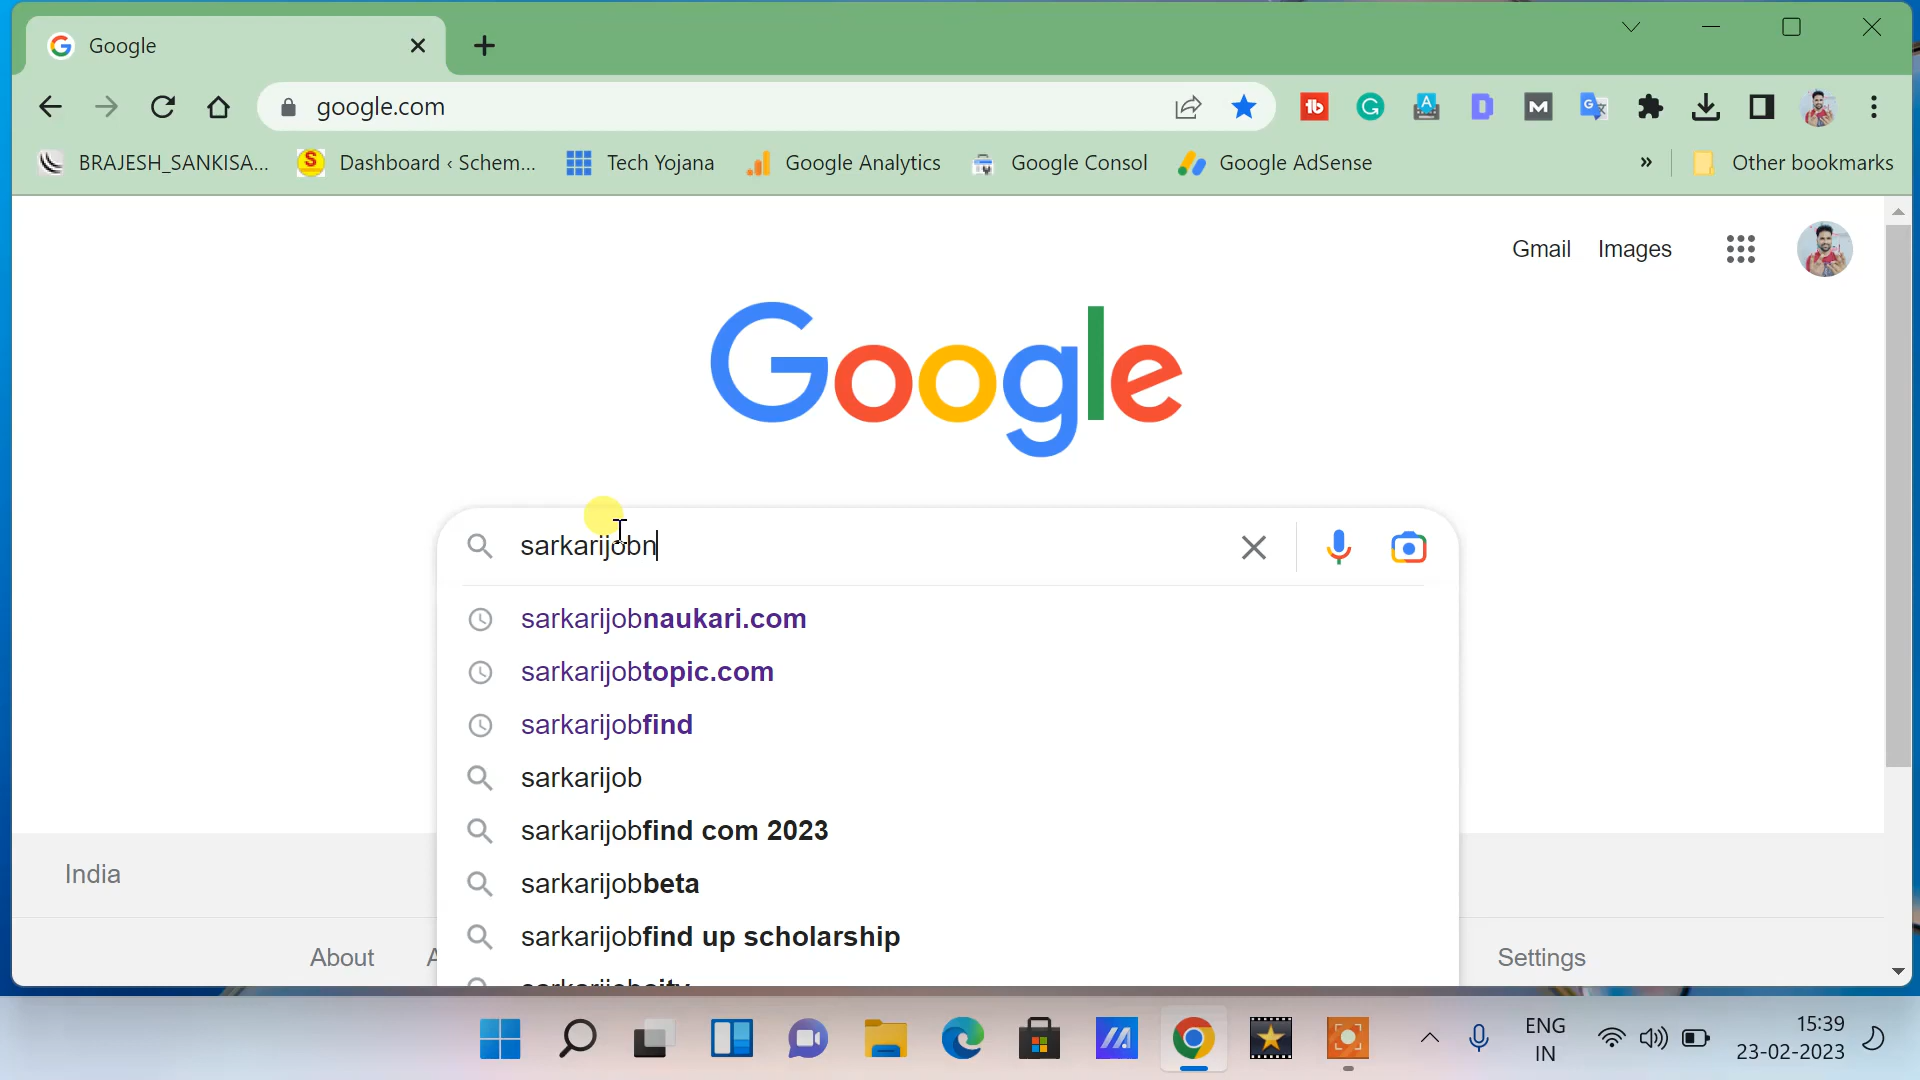 Google
google.com
BRAJESH_SANKISA...
Dashboard ‹ Schem...
Tech Yojana
Google Analytics
Google Consol
Google AdSense
»
Other bookmarks
Gmail
Images
Google
sarkarijobn
sarkarijobnaukari.com
sarkarijobtopic.com
sarkarijobfind
sarkarijob
sarkarijobfind com 2023
sarkarijobbeta
sarkarijobfind up scholarship
India
About
Settings
ENG
IN
15:39
23-02-2023